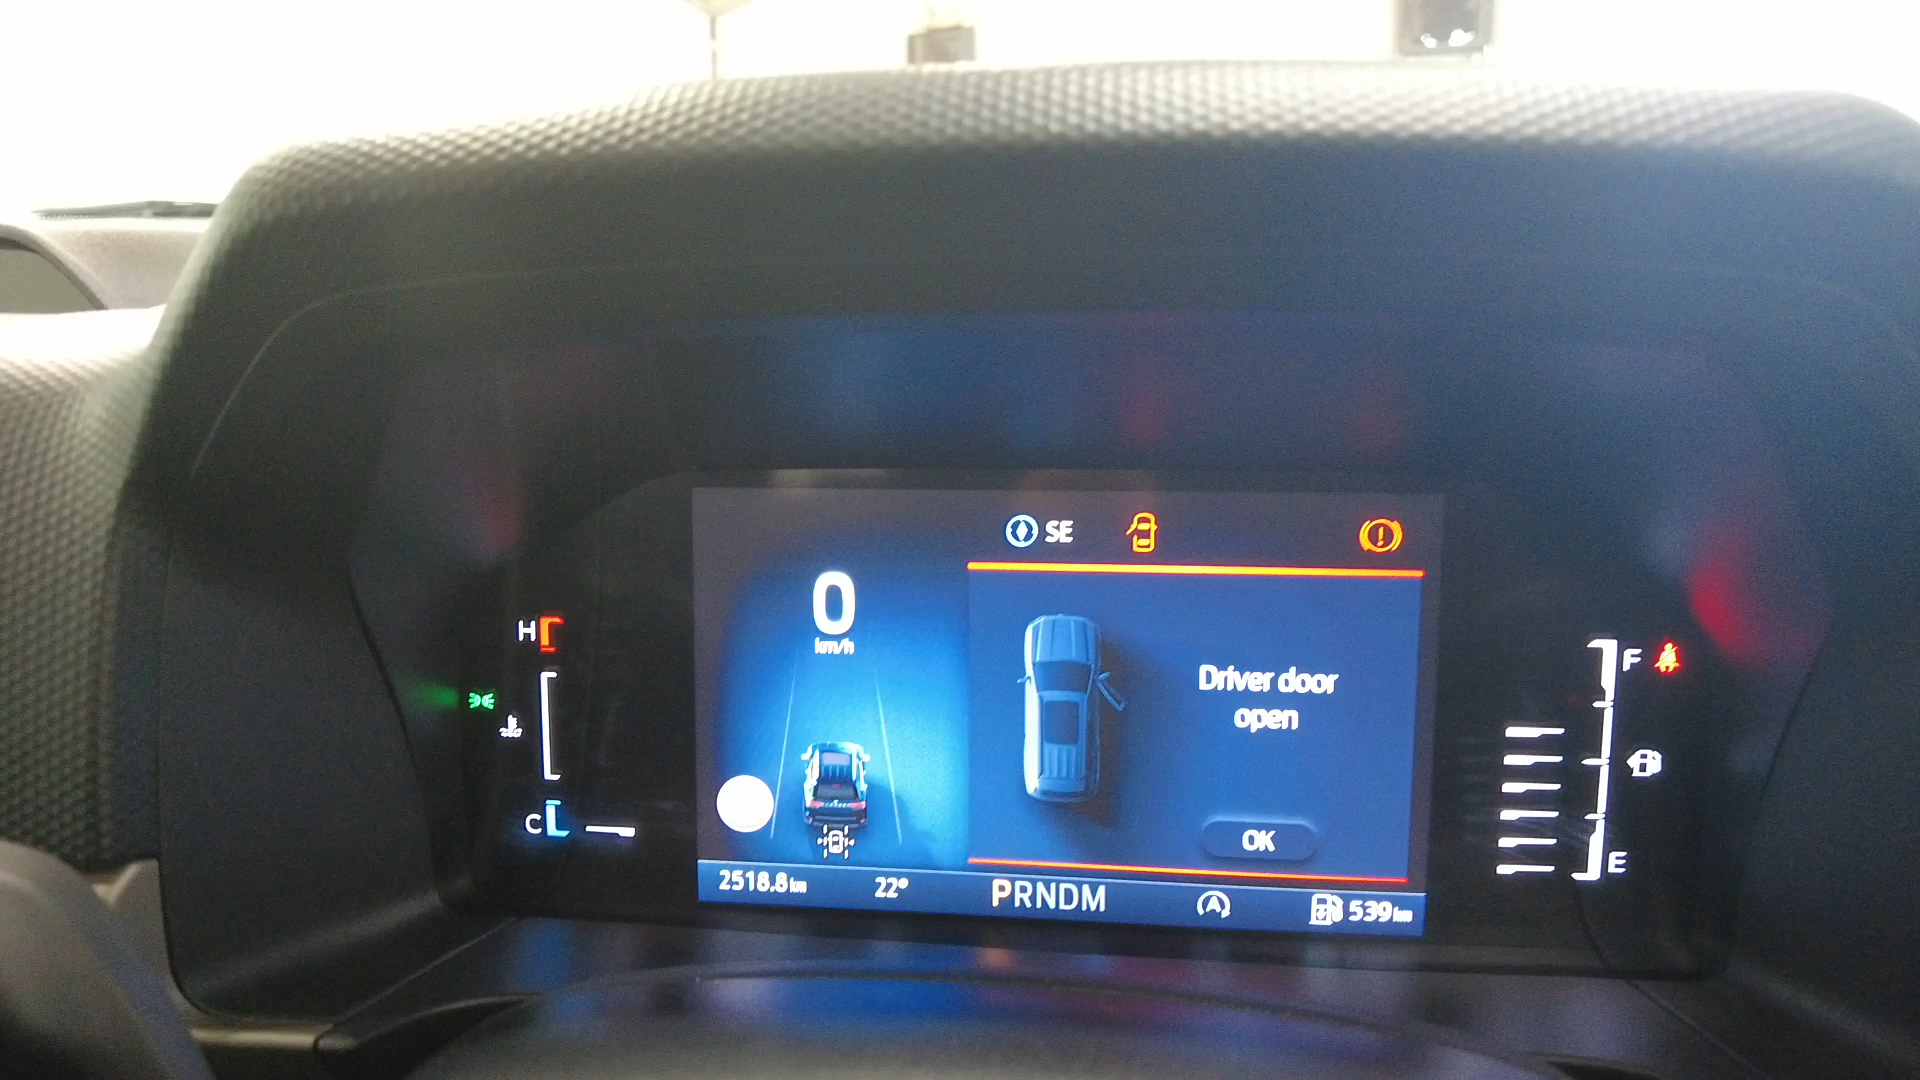 SE
0
km/h
H
C
Driver door
open
OK
F
E
2518.8 km
22°
PRNDM
A
539 km